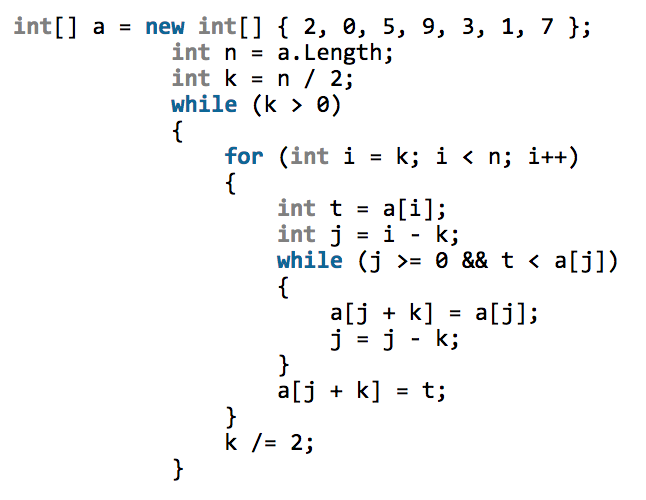 int[] a = new int[] { 2, 0, 5, 9, 3, 1, 7 };
int n = a.Length;
int k = n / 2;
while (k > 0)
{
for (int i = k; i < n; i++)
{
int t = a[i];
int j = i - k;
while (j >= 0 && t < a[j])
{
a[j + k] = a[j];
j = j - k;
}
a[j + k] = t;
}
k /= 2;
}